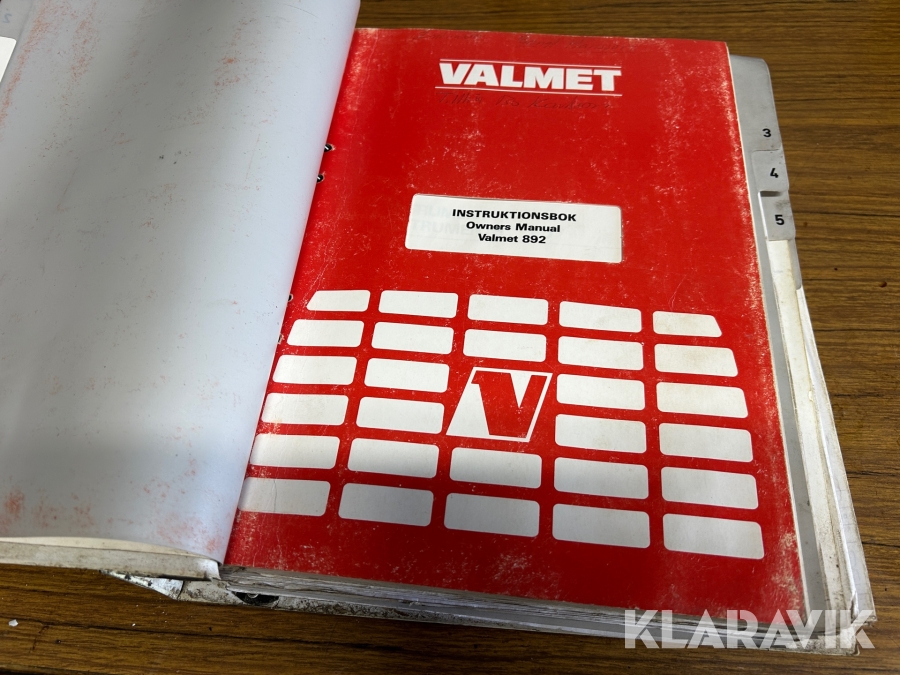 VALMET
INSTRUKTIONSBOK
Owners Manual
Valmet 892
3
4
5
KLARAVIK